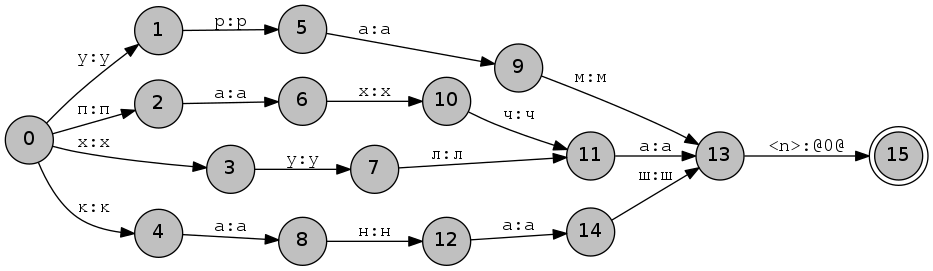 у:у
1
р:р
5
а:а
9
м:м
п:п
2
а:а
6
х:х
10
ч:ч
0
х:х
3
у:у
7
л:л
11
а:а
13
<n>:@0@
15
к:к
4
а:а
8
н:н
12
а:а
14
ш:ш